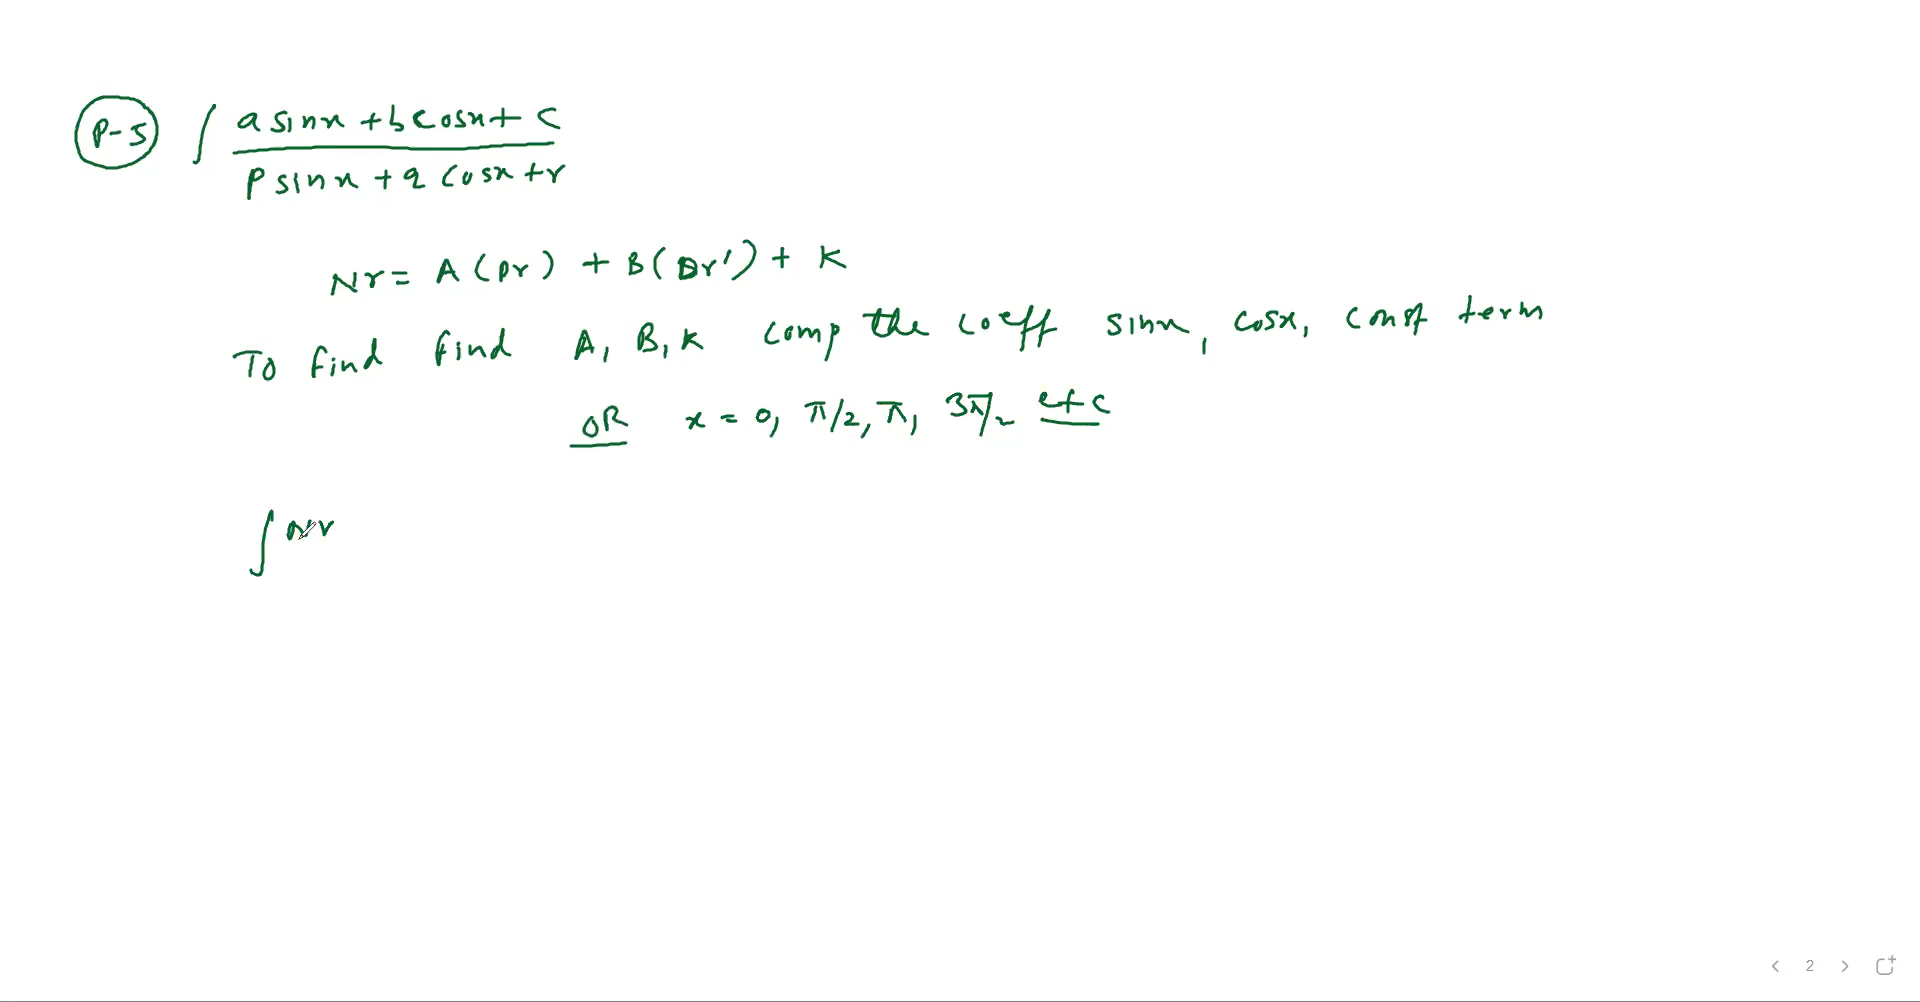 P-5 ∫ a sinx + b cosx + c
p sinx + q cosx + r
Nr = A (Dr) + B (Dr') + K
To find find A, B, K comp the coeff sinx, cosx, const term
OR x = 0, π/2, π, 3π/2 etc
∫ Nr
2